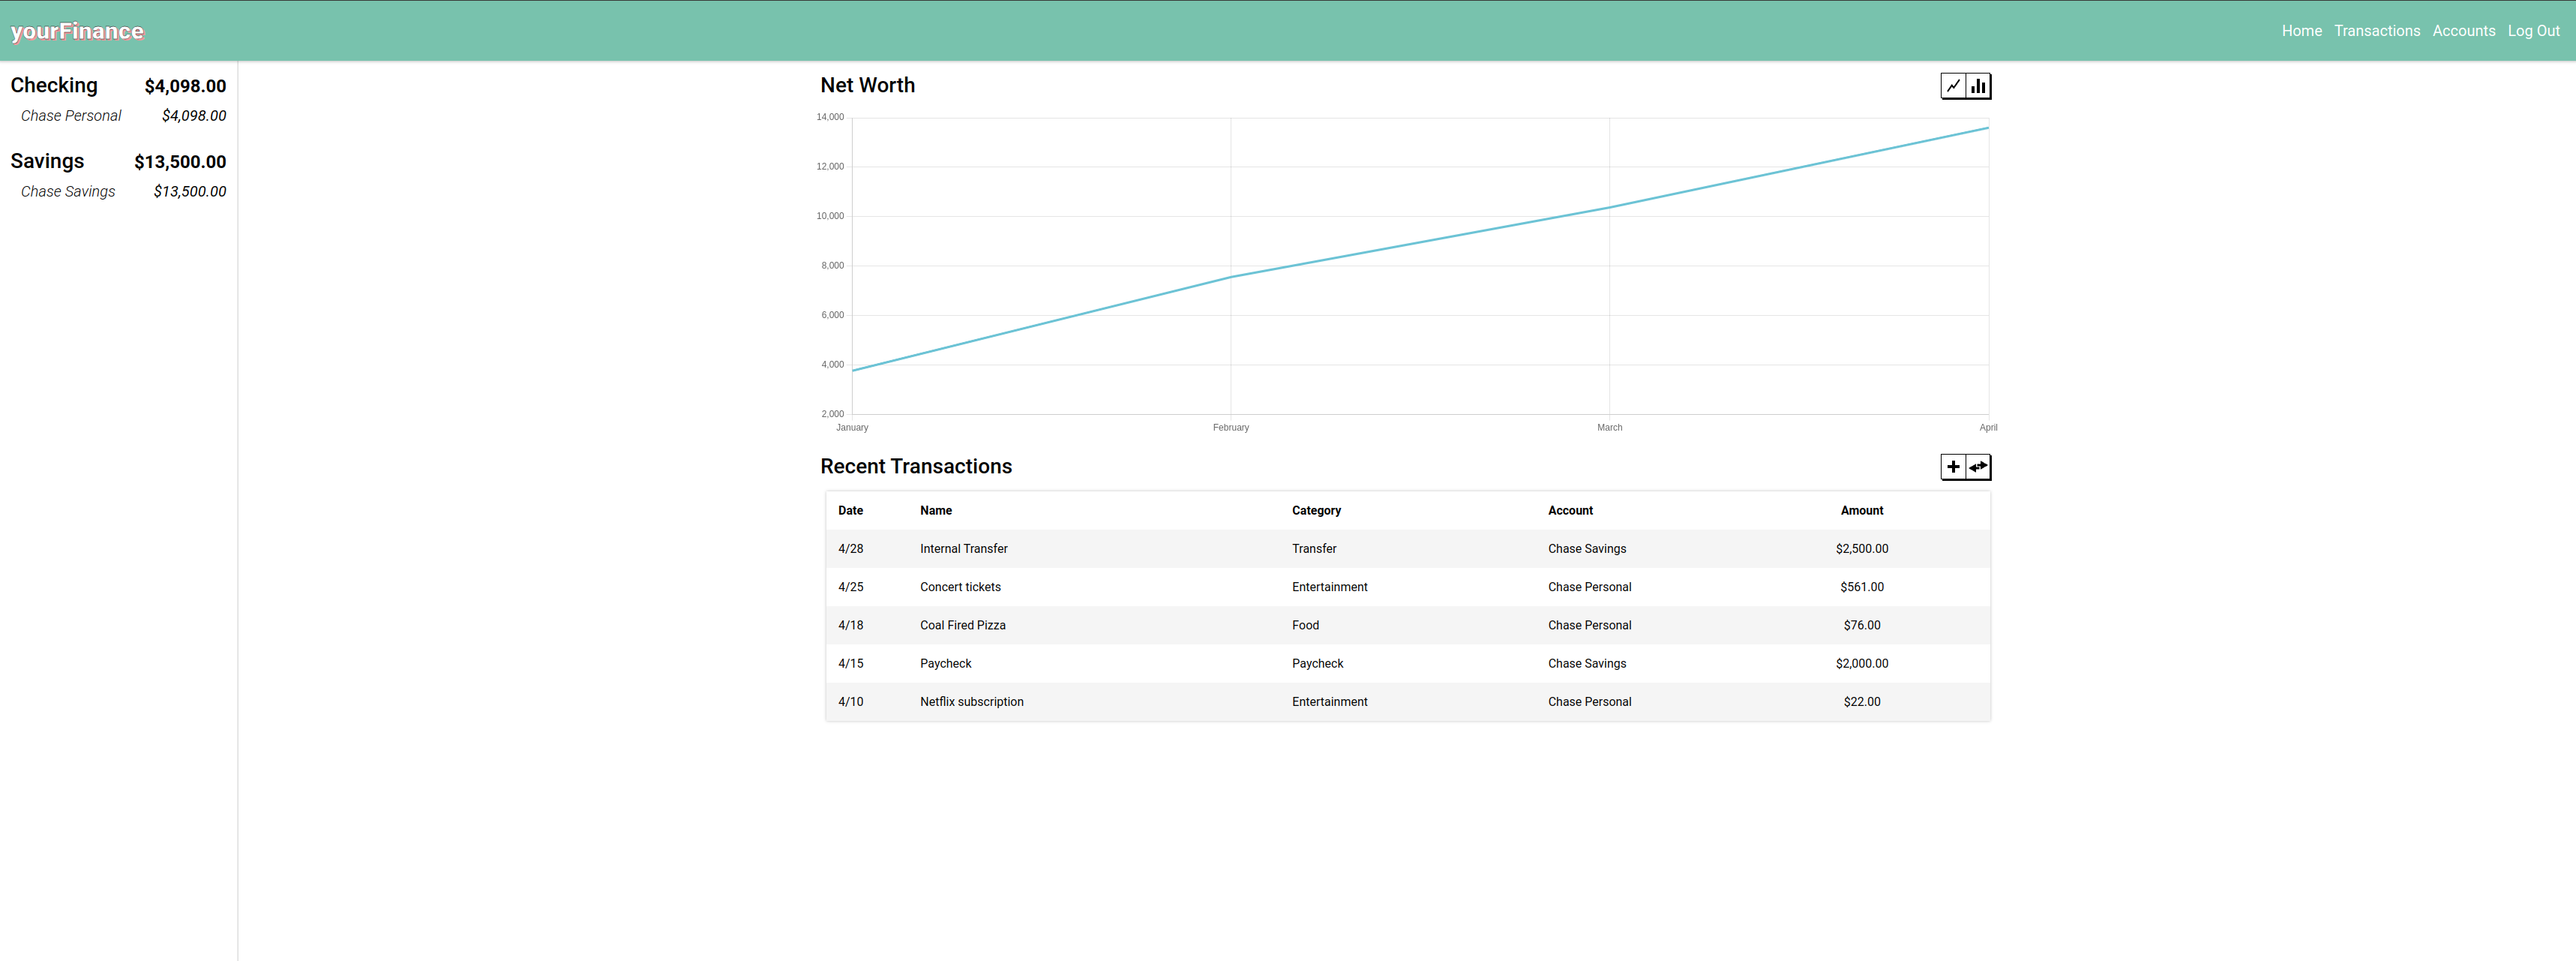 yourFinance
Home Transactions Accounts Log Out
Checking $4,098.00
Chase Personal $4,098.00
Savings $13,500.00
Chase Savings $13,500.00
Net Worth
14,000
12,000
10,000
8,000
6,000
4,000
2,000
January February March April
Recent Transactions
Date Name Category Account Amount
4/28 Internal Transfer Transfer Chase Savings $2,500.00
4/25 Concert tickets Entertainment Chase Personal $561.00
4/18 Coal Fired Pizza Food Chase Personal $76.00
4/15 Paycheck Paycheck Chase Savings $2,000.00
4/10 Netflix subscription Entertainment Chase Personal $22.00